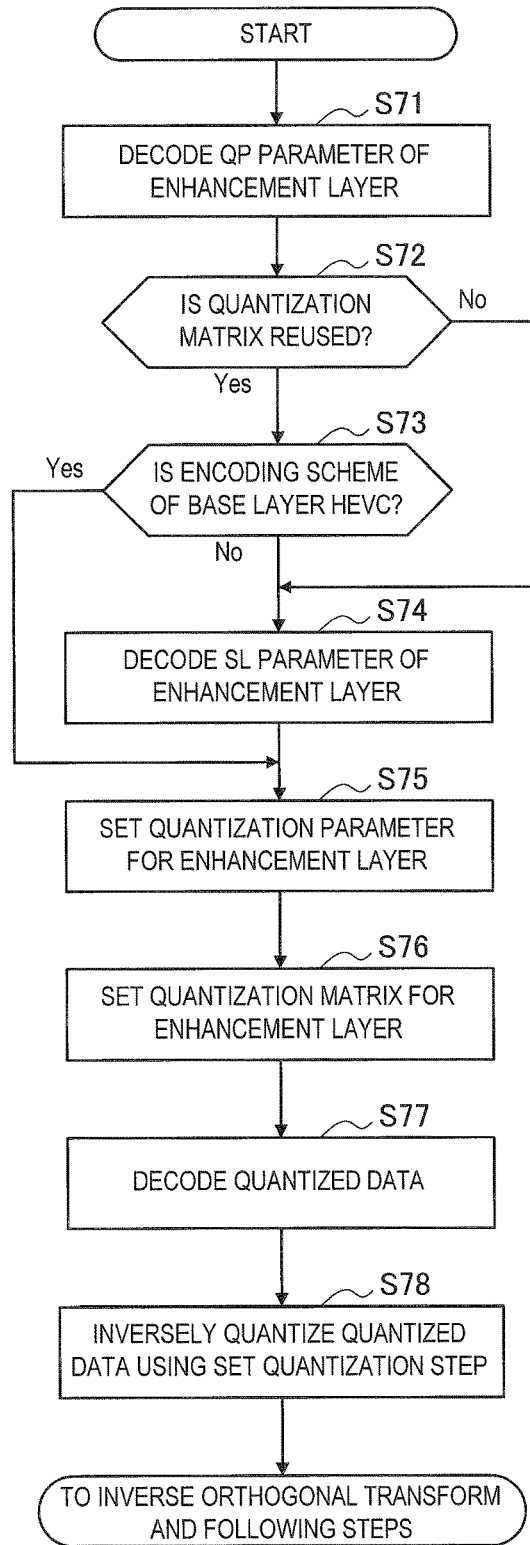 START
S71
DECODE QP PARAMETER OF
ENHANCEMENT LAYER
S72
IS QUANTIZATION
MATRIX REUSED?
No
Yes
S73
Yes
IS ENCODING SCHEME
OF BASE LAYER HEVC?
No
S74
DECODE SL PARAMETER OF
ENHANCEMENT LAYER
S75
SET QUANTIZATION PARAMETER
FOR ENHANCEMENT LAYER
S76
SET QUANTIZATION MATRIX FOR
ENHANCEMENT LAYER
S77
DECODE QUANTIZED DATA
S78
INVERSELY QUANTIZE QUANTIZED
DATA USING SET QUANTIZATION STEP
TO INVERSE ORTHOGONAL TRANSFORM
AND FOLLOWING STEPS